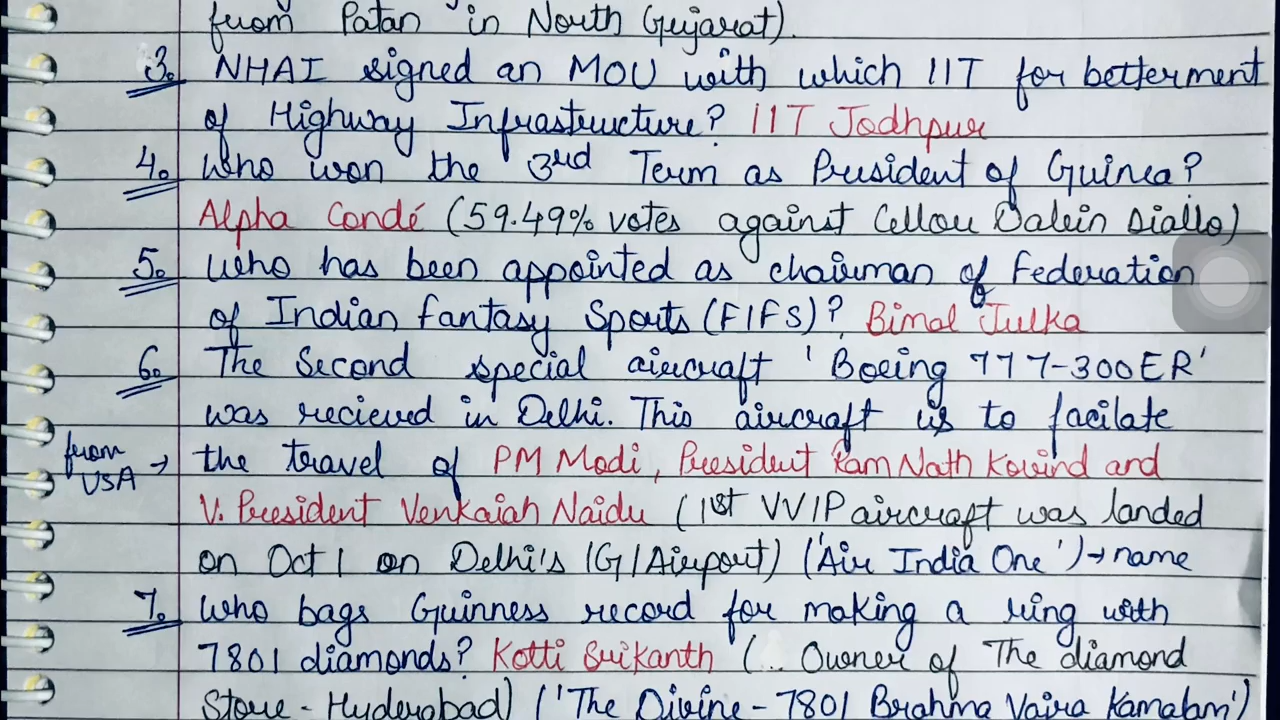 from Patan in North Gujarat).
3. NHAI signed an MOU with which IIT for betterment
of Highway Infrastructure? IIT Jodhpur
4. Who won the 3rd Term as President of Guinea?
Alpha Condé (59.49% votes against Cellou Dalein Diallo)
5. Who has been appointed as chairman of Federation
of Indian Fantasy Sports (FIFS)? Bimal Julka
6. The Second special aircraft 'Boeing 777-300ER'
was recieved in Delhi. This aircraft is to facilate
from USA → the travel of PM Modi, President Ram Nath Kovind and
V. President Venkaiah Naidu (1st VVIP aircraft was landed
on Oct 1 on Delhi's IGI Airport) ('Air India One') → name
7. Who bags Guinness record for making a ring with
7801 diamonds? Kotti Srikanth (... Owner of The diamond
Store - Hyderabad) ('The Divine - 7801 Brahma Vajra Kamalam')